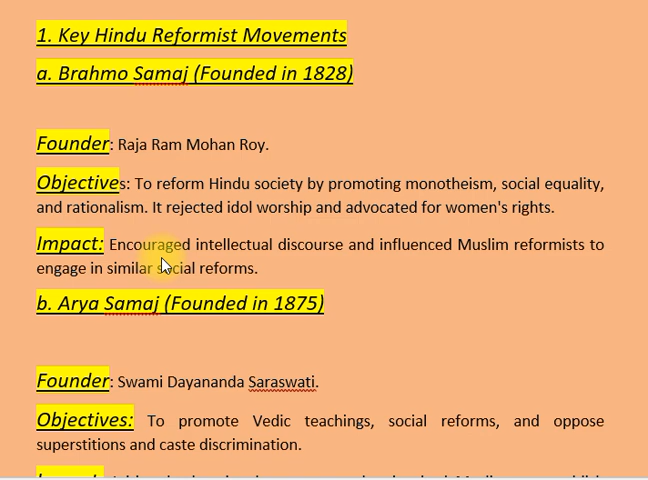 1. Key Hindu Reformist Movements
a. Brahmo Samaj (Founded in 1828)
Founder: Raja Ram Mohan Roy.
Objectives: To reform Hindu society by promoting monotheism, social equality,
and rationalism. It rejected idol worship and advocated for women's rights.
Impact: Encouraged intellectual discourse and influenced Muslim reformists to
engage in similar social reforms.
b. Arya Samaj (Founded in 1875)
Founder: Swami Dayananda Saraswati.
Objectives: To promote Vedic teachings, social reforms, and oppose
superstitions and caste discrimination.